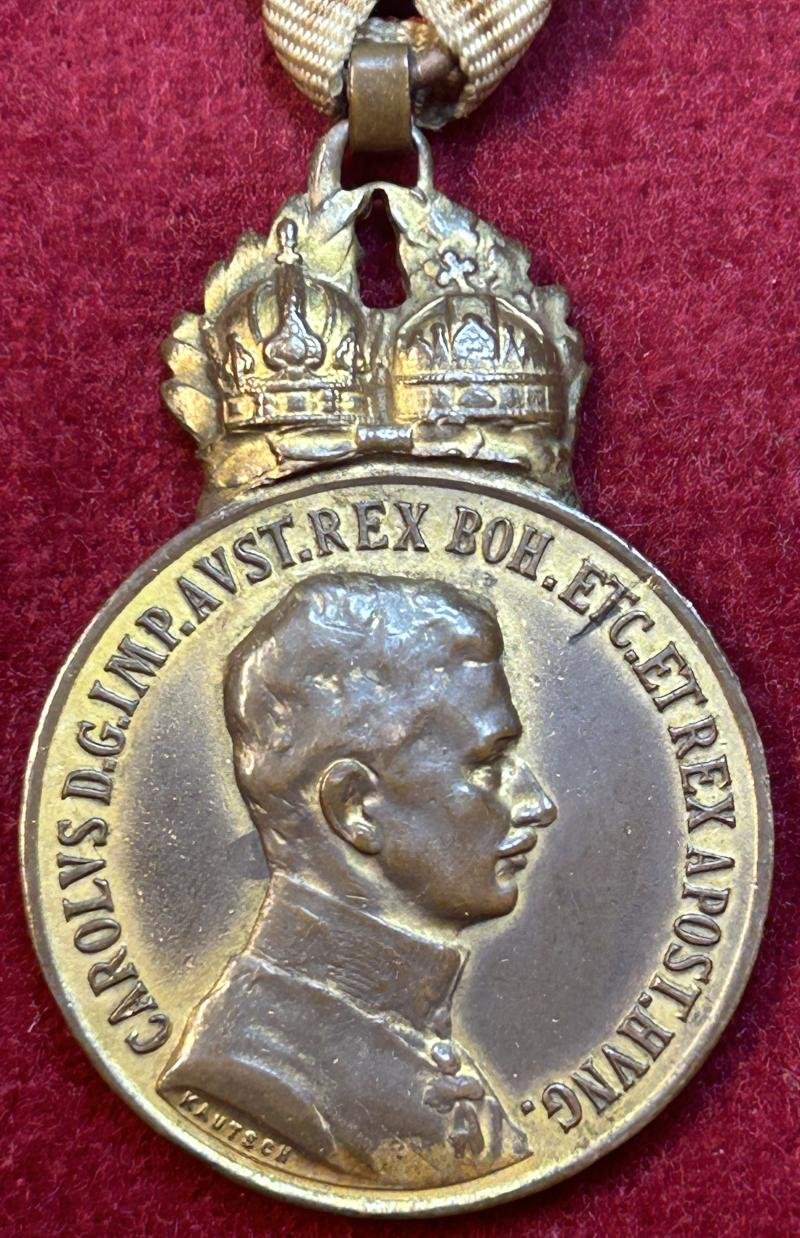 CAROLVS D.G.IMP.AVST.REX BOH. ETC. ET REX APOST.HVNG.
KAUTSCH